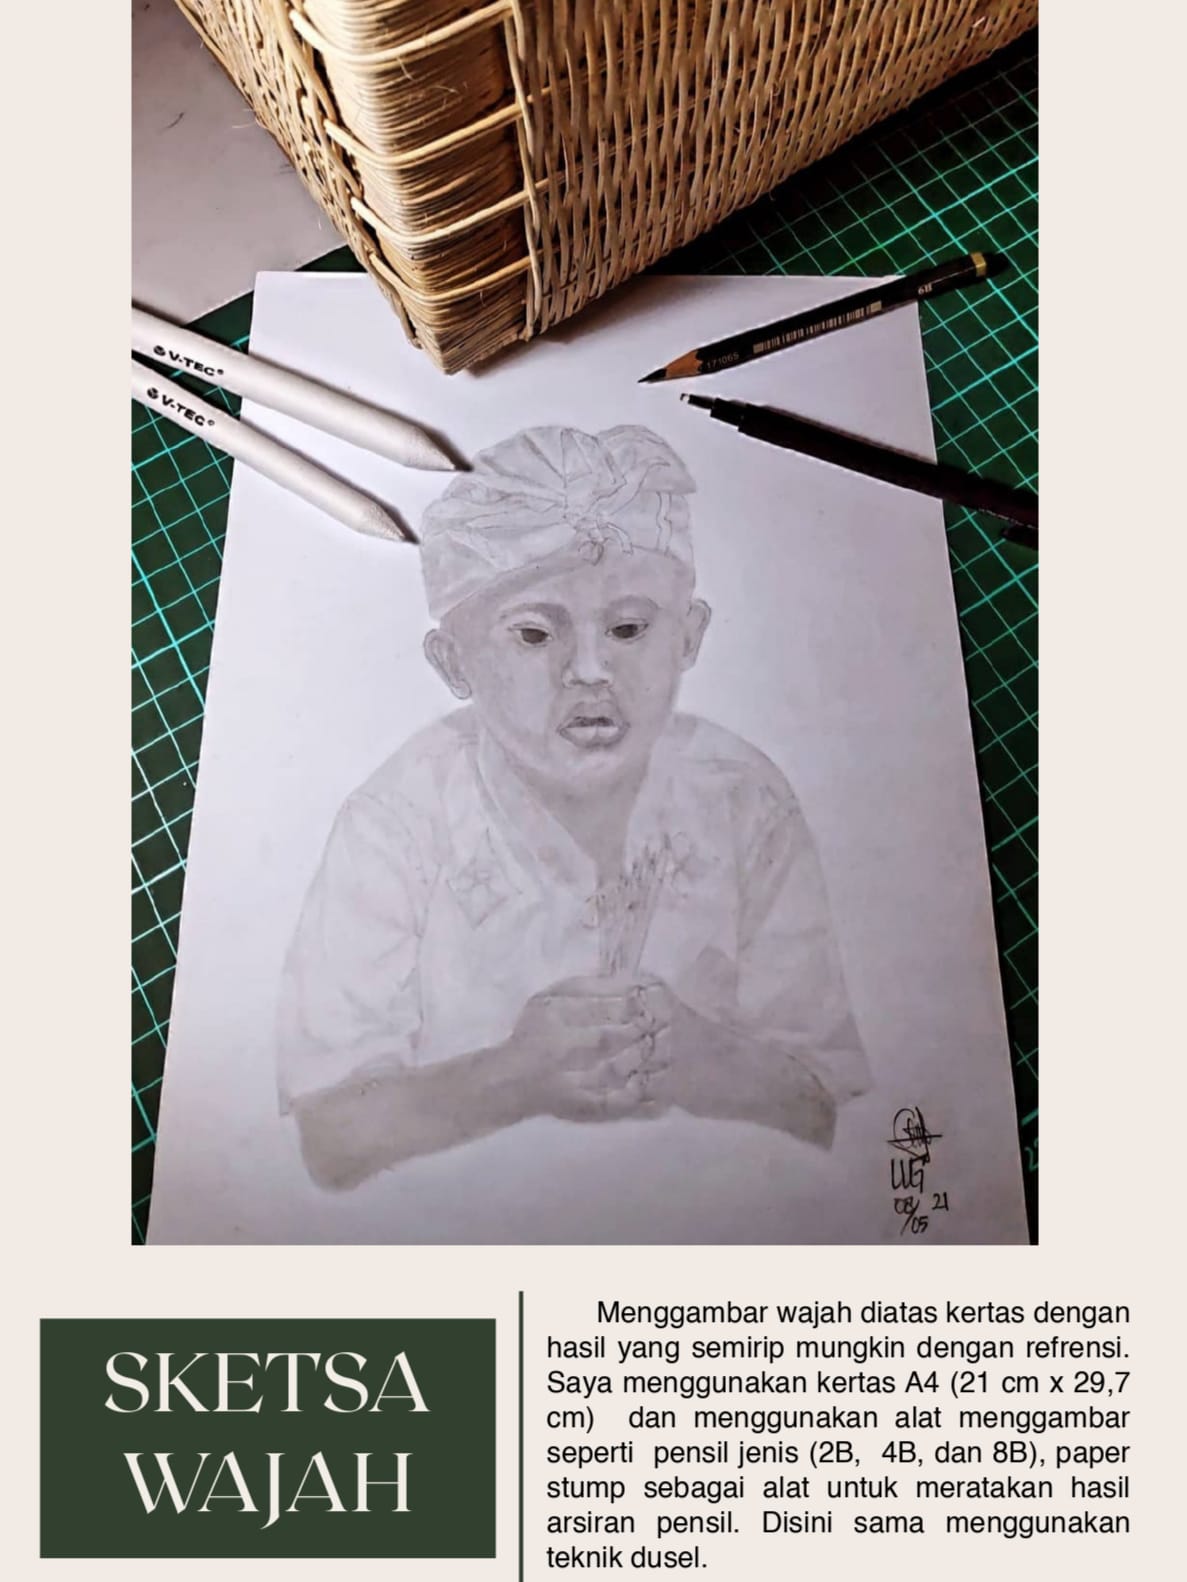 V-TEC®
V-TEC®
6B
171065
LUG
08/05 21
SKETSA
WAJAH
Menggambar wajah diatas kertas dengan
hasil yang semirip mungkin dengan refrensi.
Saya menggunakan kertas A4 (21 cm x 29,7
cm) dan menggunakan alat menggambar
seperti pensil jenis (2B, 4B, dan 8B), paper
stump sebagai alat untuk meratakan hasil
arsiran pensil. Disini sama menggunakan
teknik dusel.